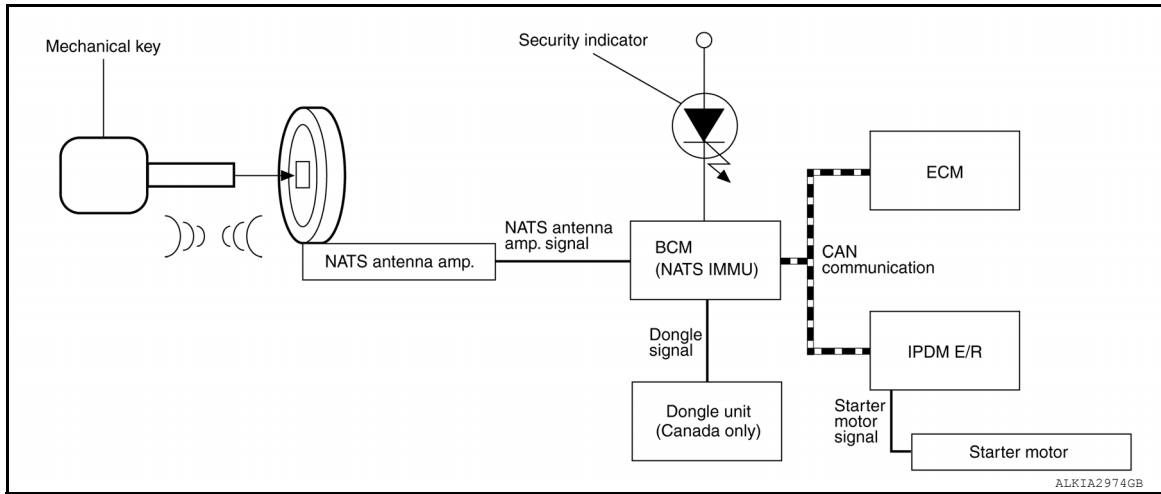 Mechanical key
Security indicator
NATS antenna amp.
NATS antenna
amp. signal
BCM
(NATS IMMU)
ECM
CAN
communication
Dongle
signal
Dongle unit
(Canada only)
IPDM E/R
Starter
motor
signal
Starter motor
ALKIA2974GB